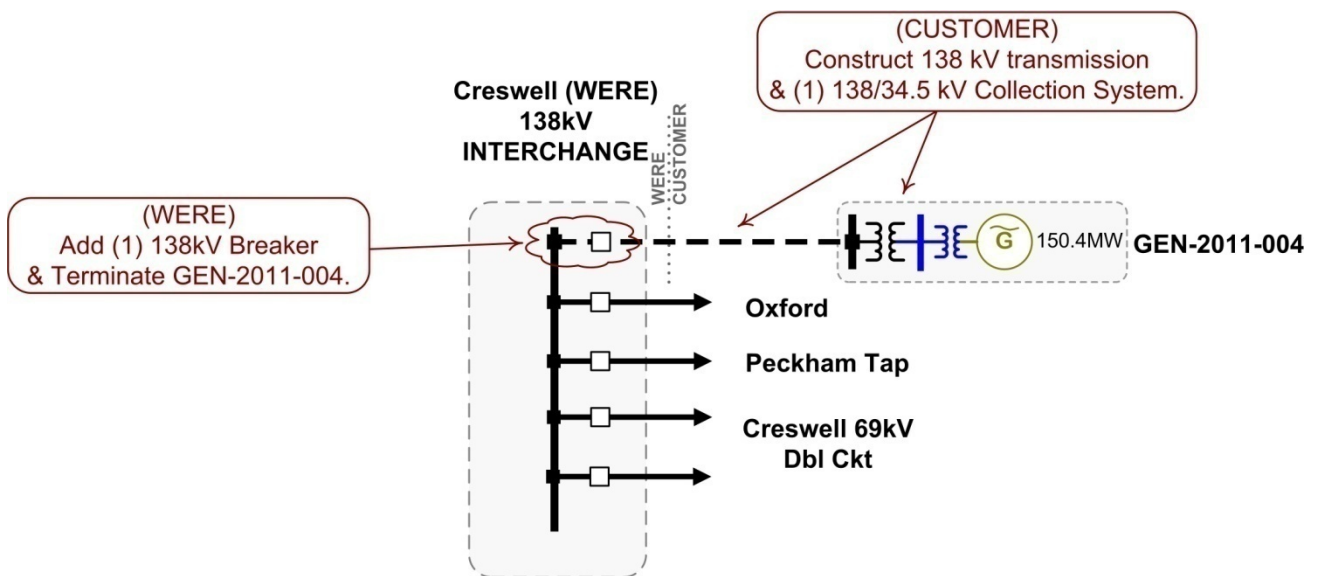 (CUSTOMER)
Construct 138 kV transmission
& (1) 138/34.5 kV Collection System.
Creswell (WERE)
138kV
INTERCHANGE
WERE
CUSTOMER
(WERE)
Add (1) 138kV Breaker
& Terminate GEN-2011-004.
G
150.4MW
GEN-2011-004
Oxford
Peckham Tap
Creswell 69kV
Dbl Ckt